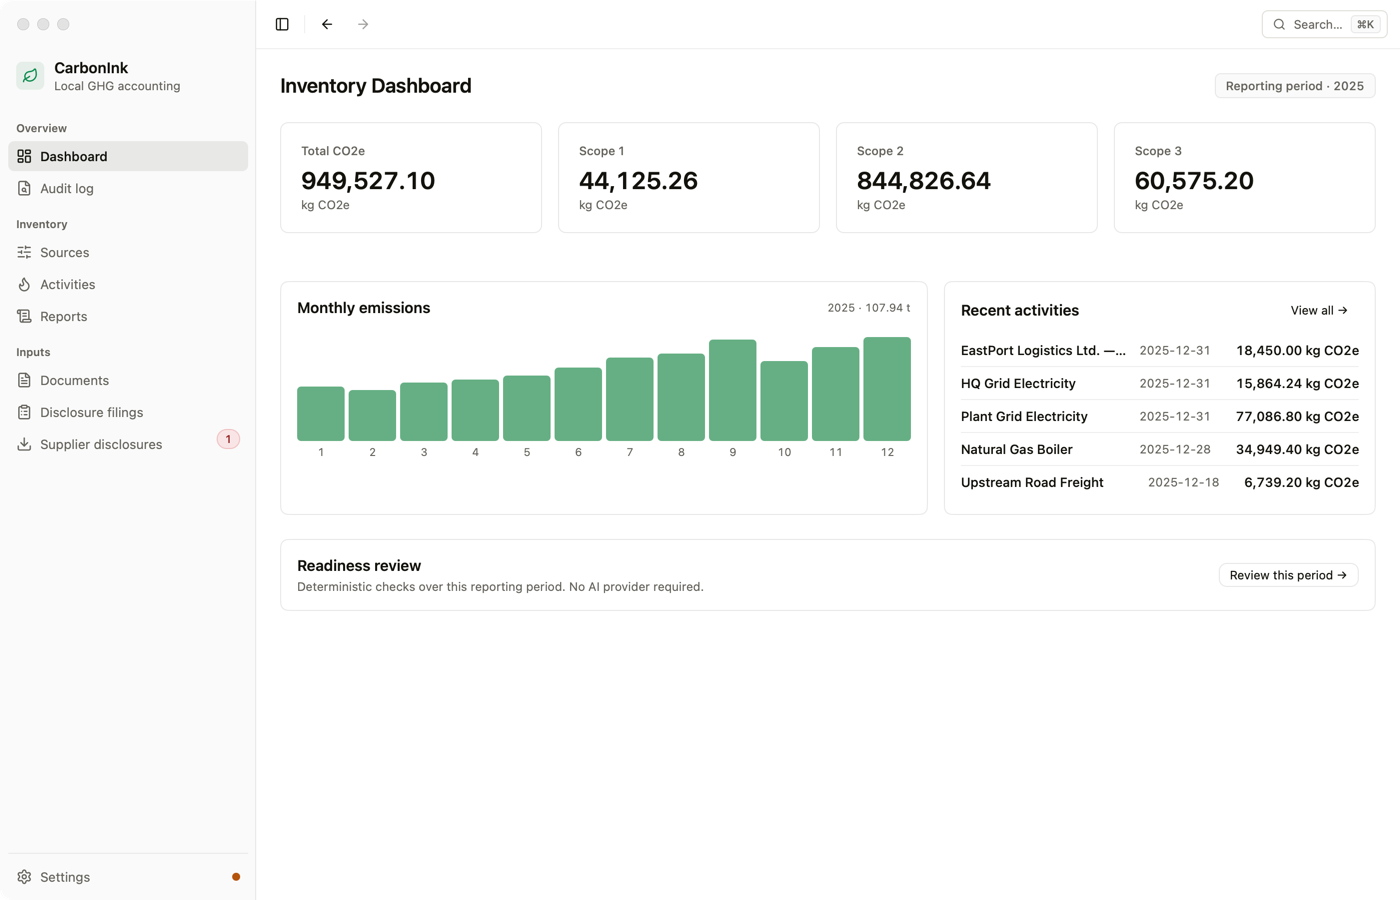 CarbonInk
Local GHG accounting
Overview
Dashboard
Audit log
Inventory
Sources
Activities
Reports
Inputs
Documents
Disclosure filings
Supplier disclosures 1
Settings
Search... ⌘K
Inventory Dashboard
Reporting period · 2025
Total CO2e
949,527.10
kg CO2e
Scope 1
44,125.26
kg CO2e
Scope 2
844,826.64
kg CO2e
Scope 3
60,575.20
kg CO2e
Monthly emissions
2025 · 107.94 t
1 2 3 4 5 6 7 8 9 10 11 12
Recent activities
View all →
EastPort Logistics Ltd. —... 2025-12-31 18,450.00 kg CO2e
HQ Grid Electricity 2025-12-31 15,864.24 kg CO2e
Plant Grid Electricity 2025-12-31 77,086.80 kg CO2e
Natural Gas Boiler 2025-12-28 34,949.40 kg CO2e
Upstream Road Freight 2025-12-18 6,739.20 kg CO2e
Readiness review
Deterministic checks over this reporting period. No AI provider required.
Review this period →